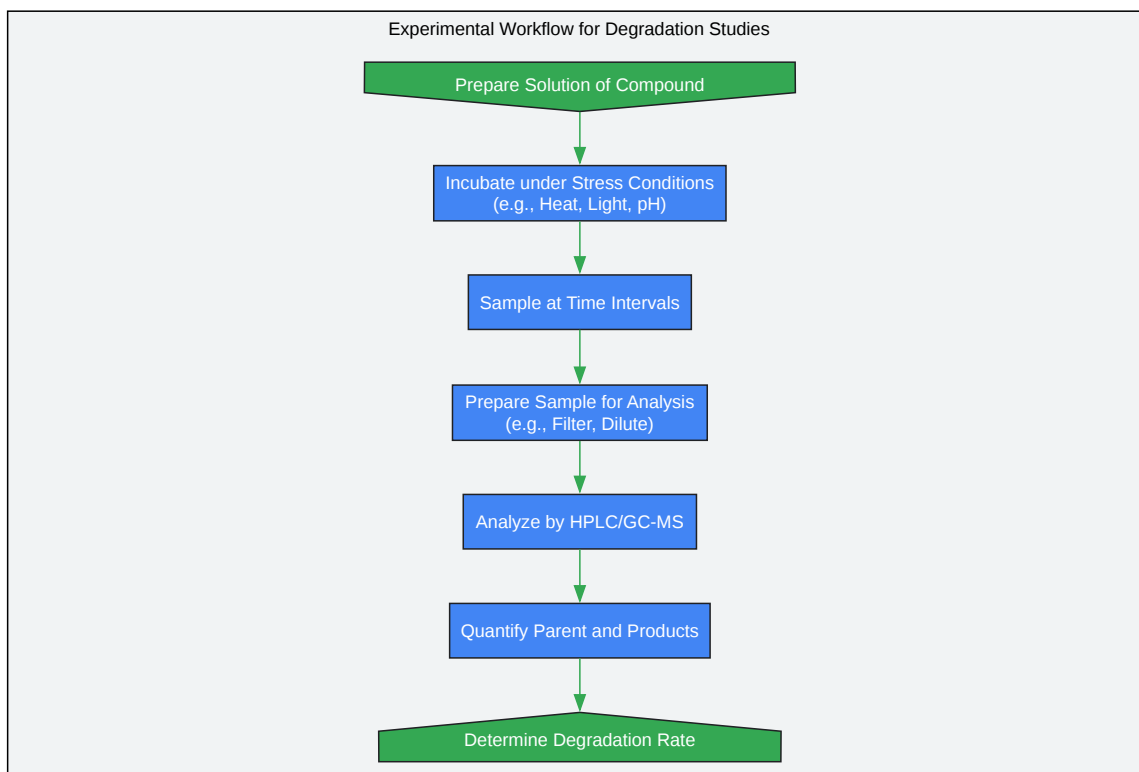 Experimental Workflow for Degradation Studies
Prepare Solution of Compound
Incubate under Stress Conditions
(e.g., Heat, Light, pH)
Sample at Time Intervals
Prepare Sample for Analysis
(e.g., Filter, Dilute)
Analyze by HPLC/GC-MS
Quantify Parent and Products
Determine Degradation Rate